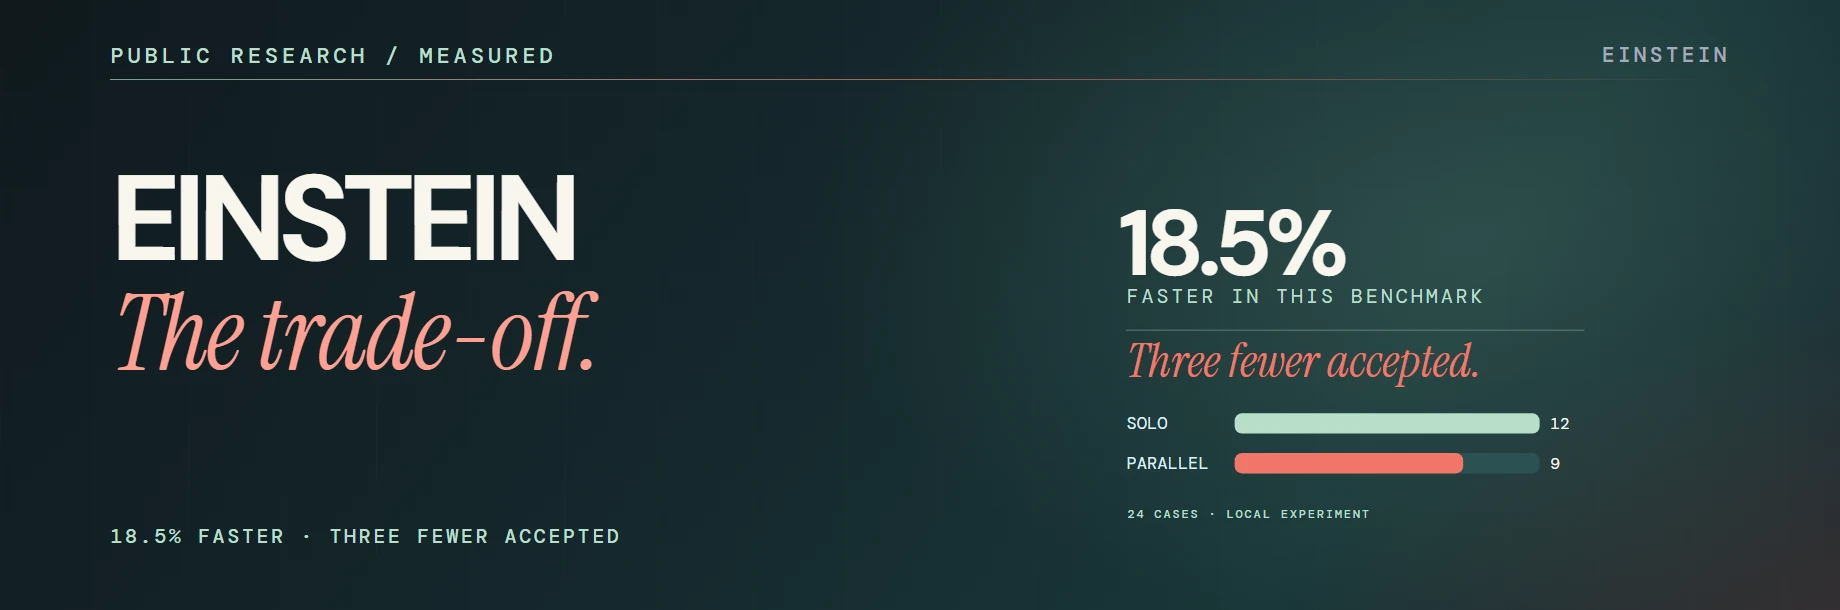 PUBLIC RESEARCH / MEASURED
EINSTEIN
EINSTEIN
The trade-off.
18.5% FASTER · THREE FEWER ACCEPTED
18.5%
FASTER IN THIS BENCHMARK
Three fewer accepted.
SOLO 12
PARALLEL 9
24 CASES · LOCAL EXPERIMENT